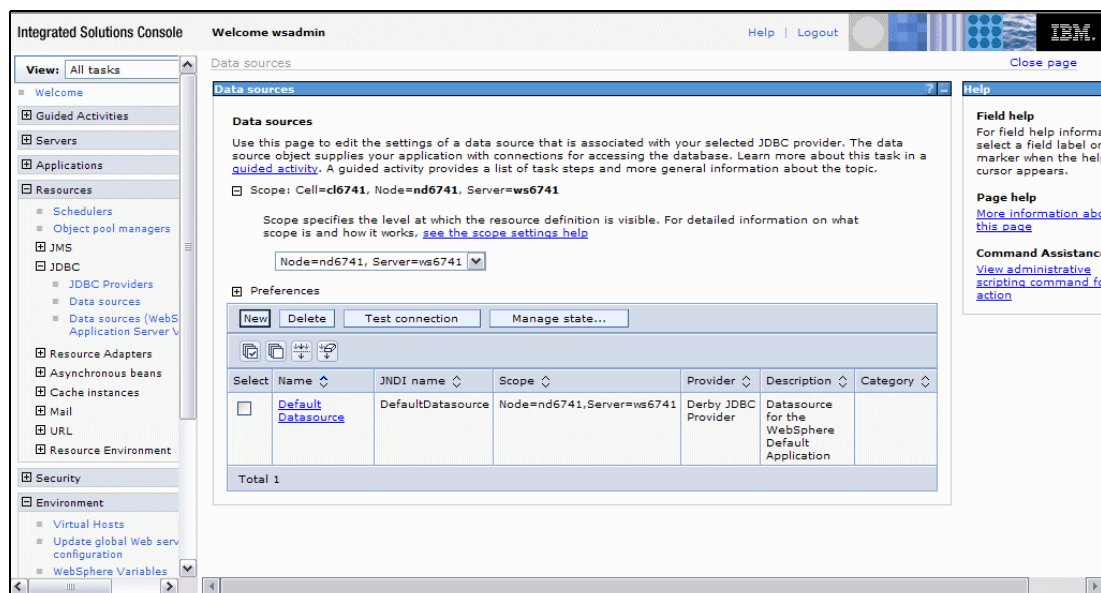 Integrated Solutions Console
Welcome wsadmin
Help | Logout
IBM.
View: All tasks
Welcome
Guided Activities
Servers
Applications
Resources
Schedulers
Object pool managers
JMS
JDBC
JDBC Providers
Data sources
Data sources (WebS
Application Server V
Resource Adapters
Asynchronous beans
Cache instances
Mail
URL
Resource Environment
Security
Environment
Virtual Hosts
Update global Web serv
configuration
WebSphere Variables
Data sources
Close page
Data sources
? -
Data sources
Use this page to edit the settings of a data source that is associated with your selected JDBC provider. The data
source object supplies your application with connections for accessing the database. Learn more about this task in a
guided activity. A guided activity provides a list of task steps and more general information about the topic.
Scope: Cell=cl6741, Node=nd6741, Server=ws6741
Scope specifies the level at which the resource definition is visible. For detailed information on what
scope is and how it works, see the scope settings help
Node=nd6741, Server=ws6741
Preferences
New Delete Test connection Manage state...
Select Name JNDI name Scope Provider Description Category
Default
Datasource
DefaultDatasource
Node=nd6741,Server=ws6741
Derby JDBC
Provider
Datasource
for the
WebSphere
Default
Application
Total 1
Help
Field help
For field help informa
select a field label or
marker when the help
cursor appears.
Page help
More information abo
this page
Command Assistance
View administrative
scripting command fo
action